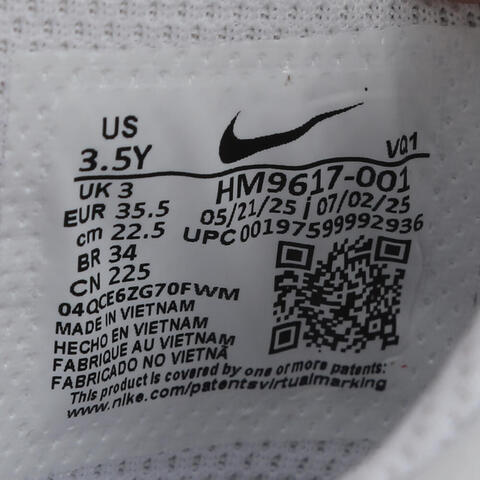 US
3.5Y
VQ1
UK 3
EUR 35.5
cm 22.5
BR 34
CN 225
HM9617-001
05/21/25 | 07/02/25
UPC 00197599992936
04QCE6ZG70FWM
MADE IN VIETNAM
HECHO EN VIETNAM
FABRIQUE AU VIETNAM
FABRICADO NO VIETNÃ
This product is covered by one or more patents:
www.nike.com/patentsvirtualmarking